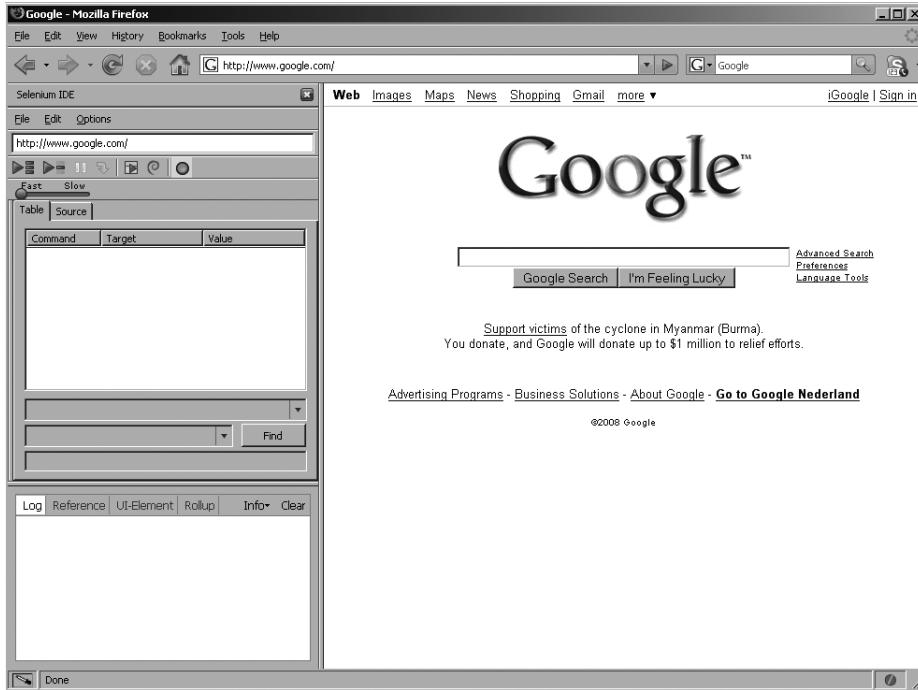 Google - Mozilla Firefox
File Edit View History Bookmarks Tools Help
G http://www.google.com/ G Google
Selenium IDE
File Edit Options
http://www.google.com/
Fast Slow
Table Source
Command Target Value
Find
Log Reference UI-Element Rollup Info Clear
Web Images Maps News Shopping Gmail more ▼ iGoogle | Sign in
Google™
Advanced Search
Preferences
Language Tools
Google Search I'm Feeling Lucky
Support victims of the cyclone in Myanmar (Burma).
You donate, and Google will donate up to $1 million to relief efforts.
Advertising Programs - Business Solutions - About Google - Go to Google Nederland
©2008 Google
Done